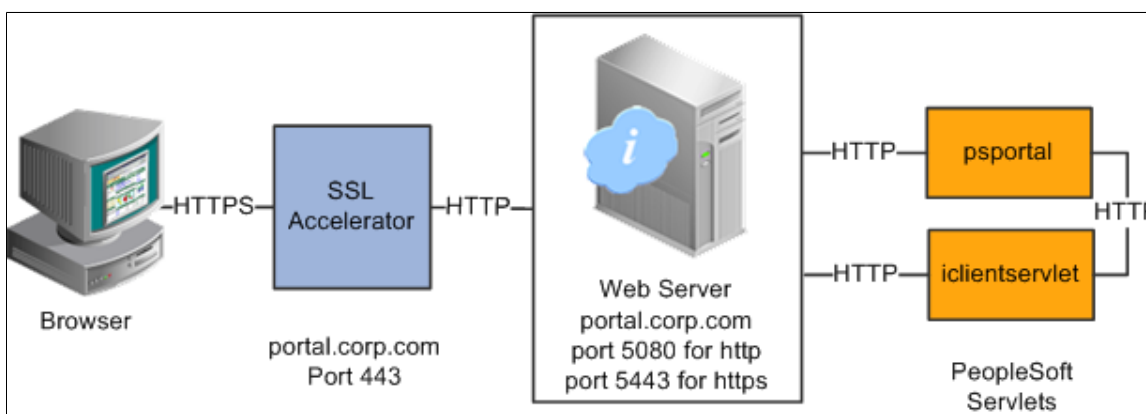 HTTPS
SSL
Accelerator
HTTP
HTTP
psportal
HTTP
HTTP
iclientservlet
Browser
portal.corp.com
Port 443
Web Server
portal.corp.com
port 5080 for http
port 5443 for https
PeopleSoft
Servlets